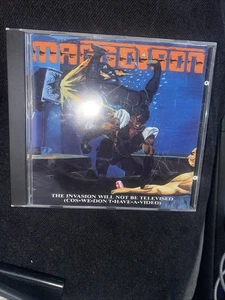 THE INVASION WILL NOT BE TELEVISED
(COS•WE•DON'T•HAVE•A•VIDEO)